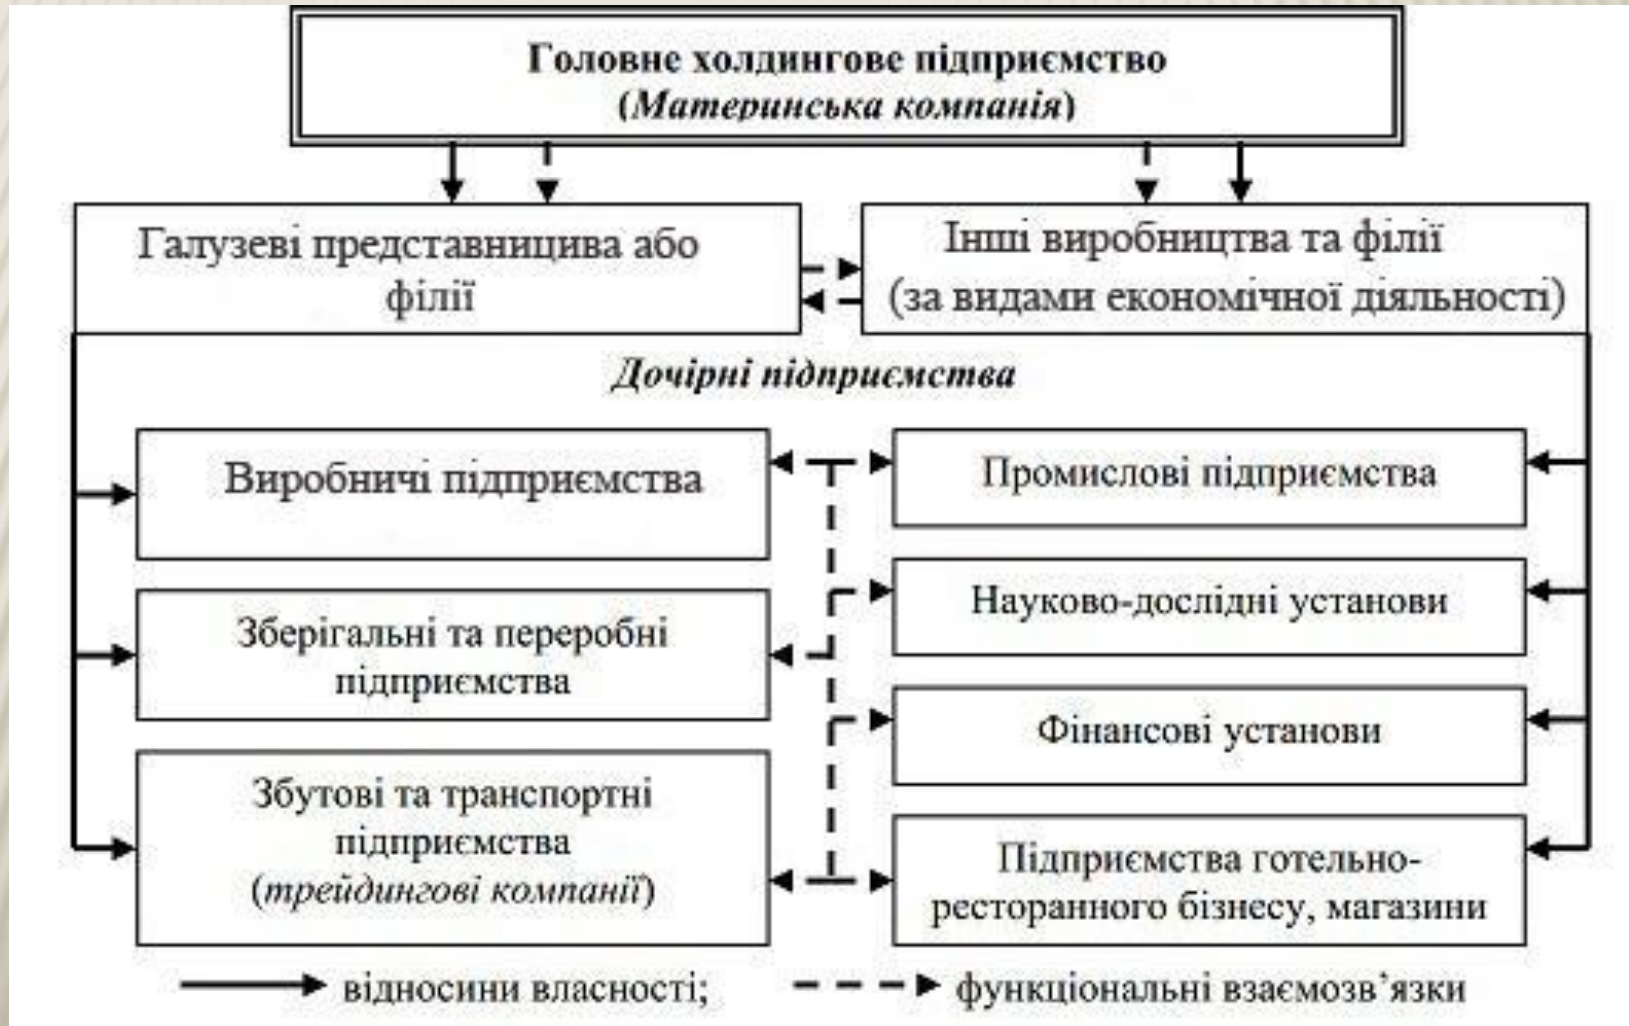 Головне холдингове підприємство
(Материнська компанія)
Галузеві представницива або
філії
Інші виробництва та філії
(за видами економічної діяльності)
Дочірні підприємства
Виробничі підприємства
Промислові підприємства
Зберігальні та переробні
підприємства
Науково-дослідні установи
Фінансові установи
Збутові та транспортні
підприємства
(трейдингові компанії)
Підприємства готельно-
ресторанного бізнесу, магазини
відносини власності;
функціональні взаємозв’язки